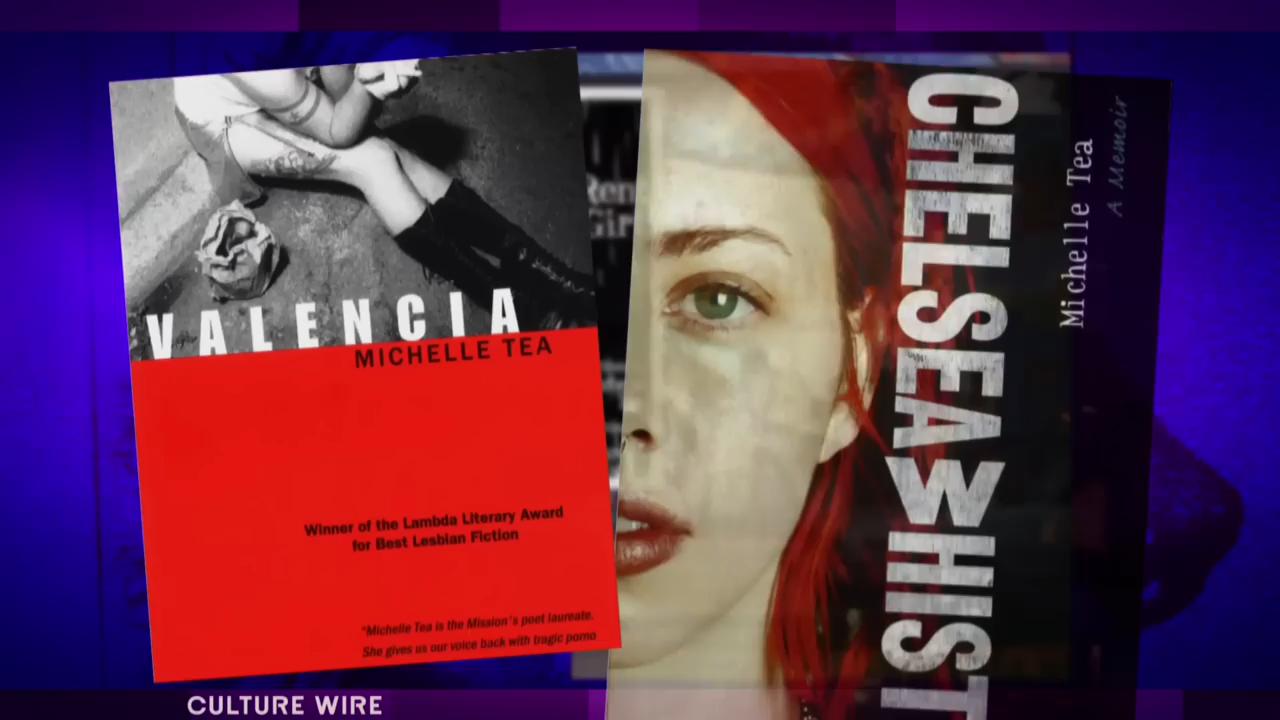 VALENCIA
MICHELLE TEA
Winner of the Lambda Literary Award
for Best Lesbian Fiction
"Michelle Tea is the Mission's poet laureate.
She gives us our voice back with tragic pomo
CHELSEA HIST
Michelle Tea
A Memoir
CULTURE WIRE